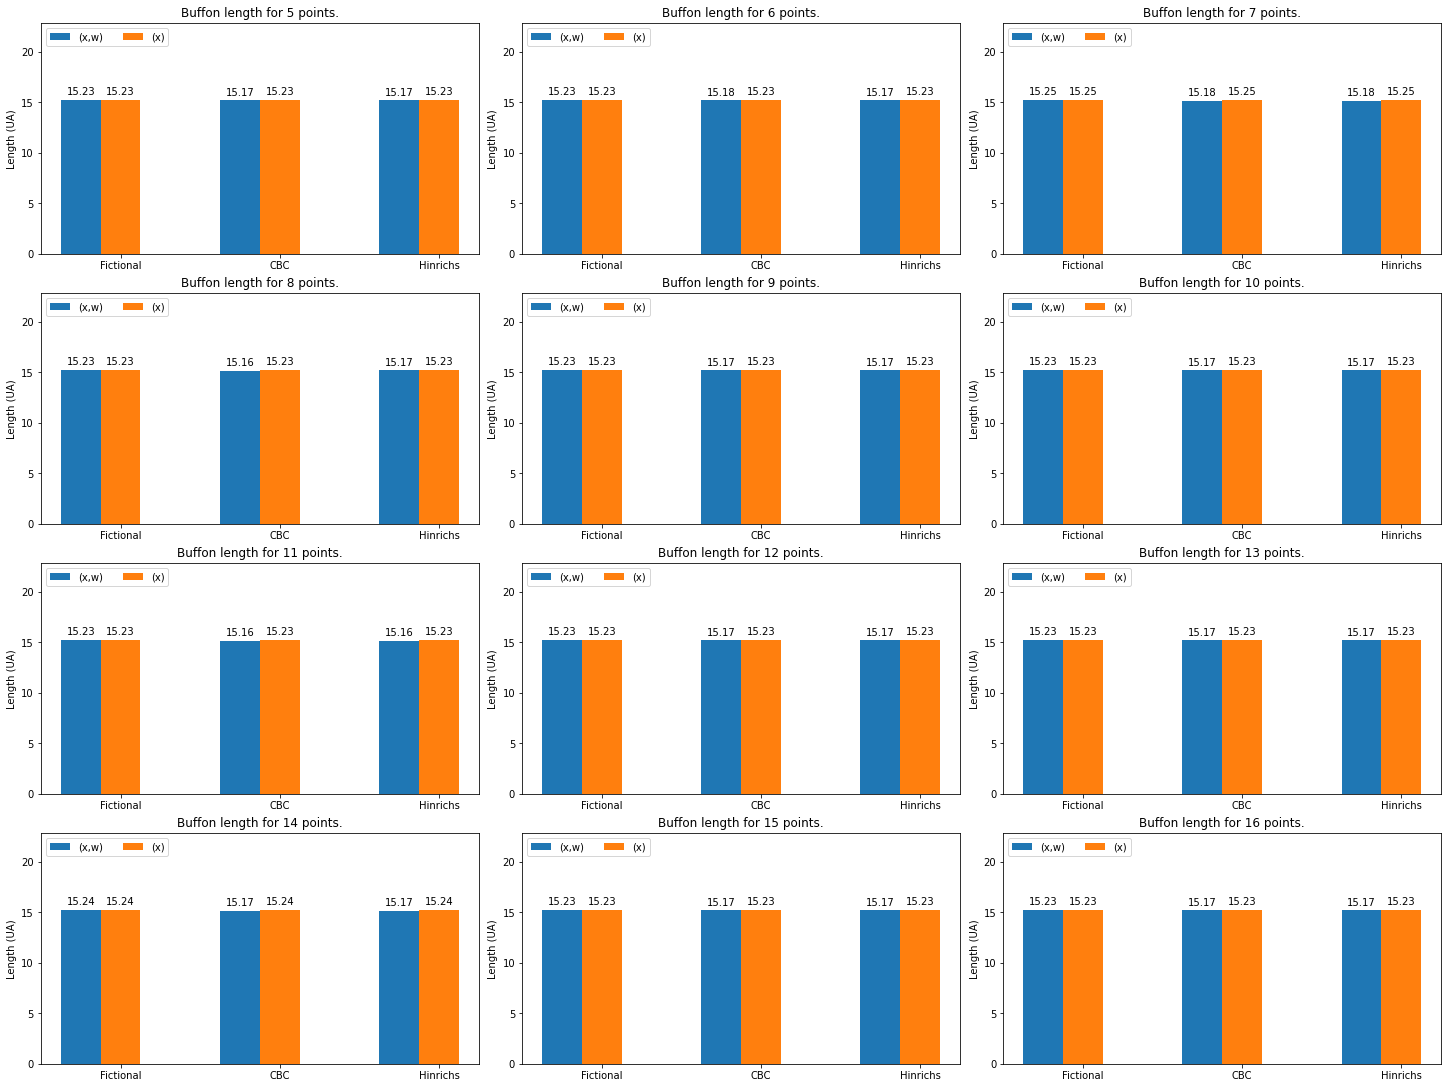 Buffon length for 5 points.
(x,w) (x)
20
15
10
5
0
Length (UA)
15.23 15.23 15.17 15.23 15.17 15.23
Fictional CBC Hinrichs
Buffon length for 6 points.
(x,w) (x)
20
15
10
5
0
Length (UA)
15.23 15.23 15.18 15.23 15.17 15.23
Fictional CBC Hinrichs
Buffon length for 7 points.
(x,w) (x)
20
15
10
5
0
Length (UA)
15.25 15.25 15.18 15.25 15.18 15.25
Fictional CBC Hinrichs
Buffon length for 8 points.
(x,w) (x)
20
15
10
5
0
Length (UA)
15.23 15.23 15.16 15.23 15.17 15.23
Fictional CBC Hinrichs
Buffon length for 9 points.
(x,w) (x)
20
15
10
5
0
Length (UA)
15.23 15.23 15.17 15.23 15.17 15.23
Fictional CBC Hinrichs
Buffon length for 10 points.
(x,w) (x)
20
15
10
5
0
Length (UA)
15.23 15.23 15.17 15.23 15.17 15.23
Fictional CBC Hinrichs
Buffon length for 11 points.
(x,w) (x)
20
15
10
5
0
Length (UA)
15.23 15.23 15.16 15.23 15.16 15.23
Fictional CBC Hinrichs
Buffon length for 12 points.
(x,w) (x)
20
15
10
5
0
Length (UA)
15.23 15.23 15.17 15.23 15.17 15.23
Fictional CBC Hinrichs
Buffon length for 13 points.
(x,w) (x)
20
15
10
5
0
Length (UA)
15.23 15.23 15.17 15.23 15.17 15.23
Fictional CBC Hinrichs
Buffon length for 14 points.
(x,w) (x)
20
15
10
5
0
Length (UA)
15.24 15.24 15.17 15.24 15.17 15.24
Fictional CBC Hinrichs
Buffon length for 15 points.
(x,w) (x)
20
15
10
5
0
Length (UA)
15.23 15.23 15.17 15.23 15.17 15.23
Fictional CBC Hinrichs
Buffon length for 16 points.
(x,w) (x)
20
15
10
5
0
Length (UA)
15.23 15.23 15.17 15.23 15.17 15.23
Fictional CBC Hinrichs